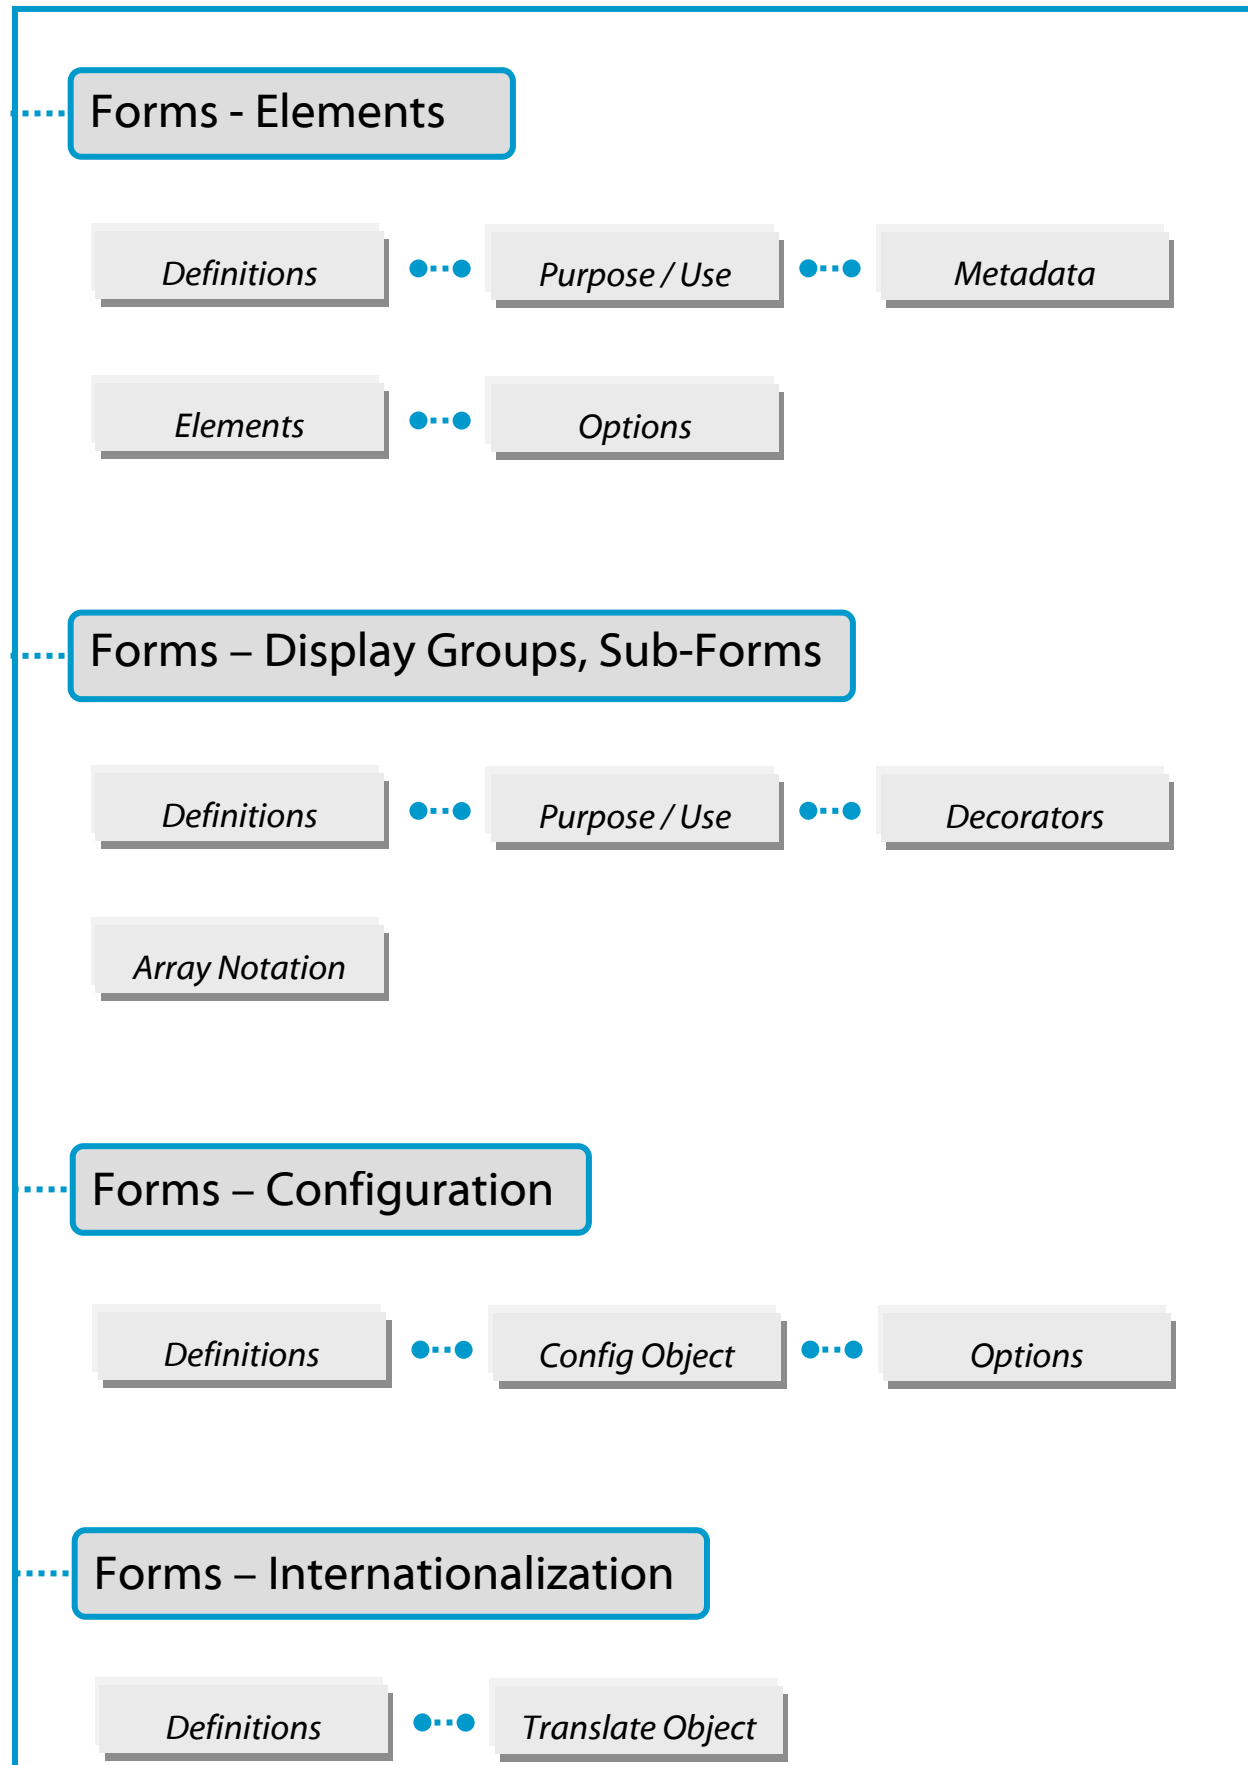 Forms - Elements
Definitions
Purpose / Use
Metadata
Elements
Options
Forms – Display Groups, Sub-Forms
Definitions
Purpose / Use
Decorators
Array Notation
Forms – Configuration
Definitions
Config Object
Options
Forms – Internationalization
Definitions
Translate Object